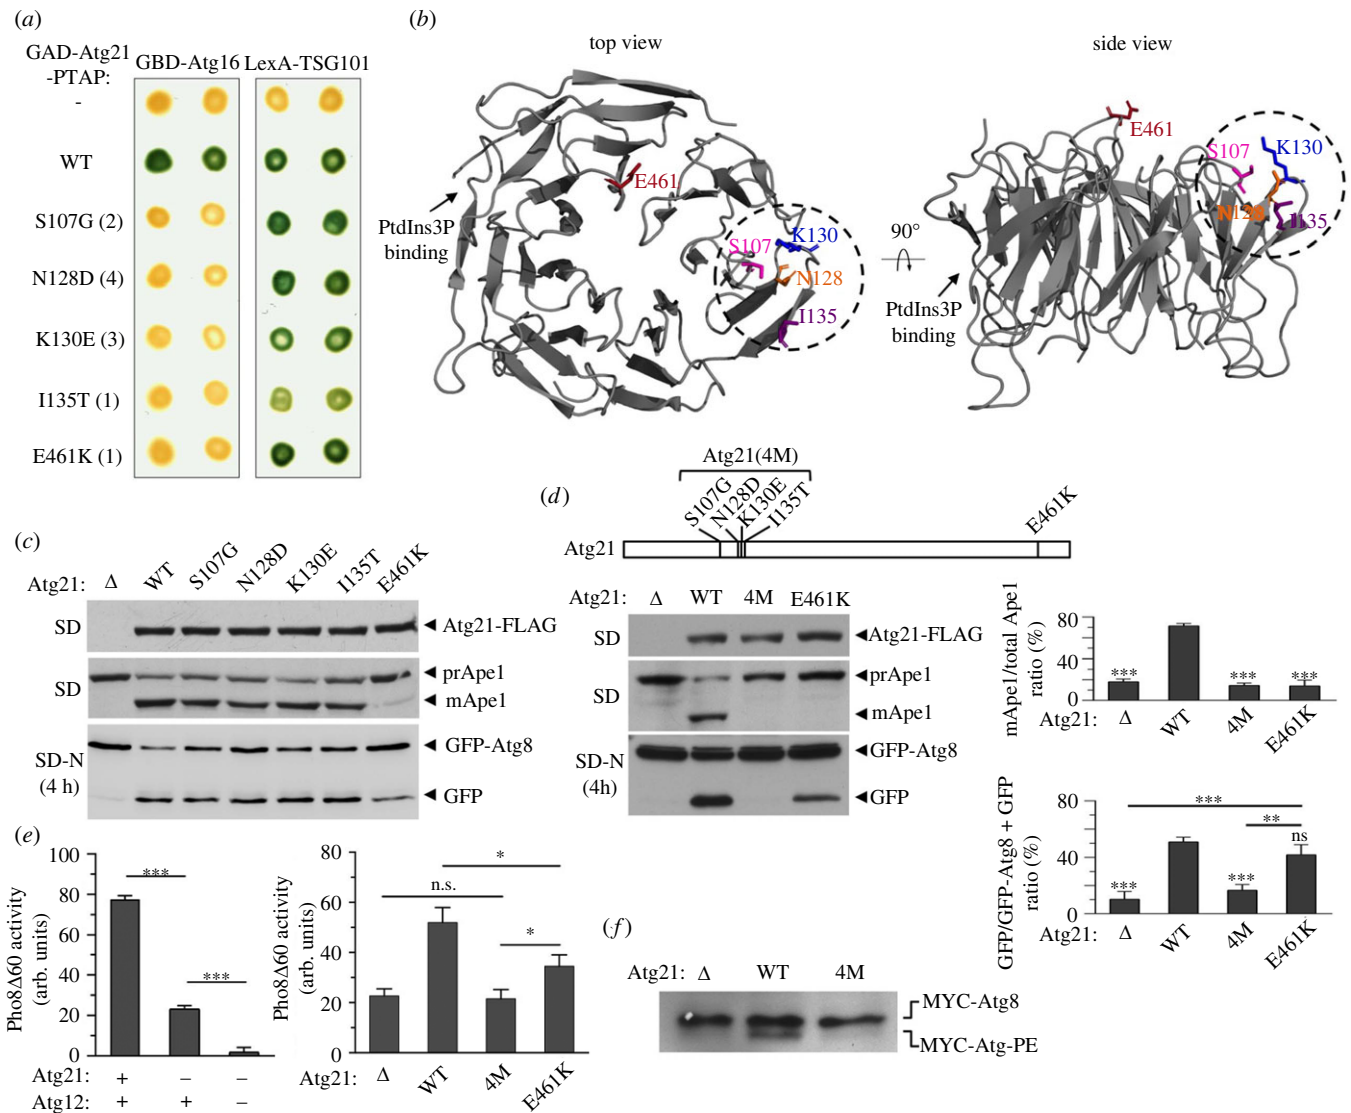 (a)
GAD-Atg21
-PTAP:
GBD-Atg16 LexA-TSG101
-
WT
S107G (2)
N128D (4)
K130E (3)
I135T (1)
E461K (1)
(b)
top view
side view
E461
PtdIns3P
binding
S107
K130
N128
I135
90°
E461
S107
K130
N128
I135
PtdIns3P
binding
(c)
Atg21: Δ WT S107G N128D K130E I135T E461K
SD
Atg21-FLAG
SD
prApe1
mApe1
SD-N
(4 h)
GFP-Atg8
GFP
(d)
Atg21(4M)
S107G N128D K130E I135T
E461K
Atg21
Atg21: Δ WT 4M E461K
SD
Atg21-FLAG
SD
prApe1
mApe1
SD-N
(4h)
GFP-Atg8
GFP
mApe1/total Ape1
ratio (%)
80
40
0
*** *** ***
Atg21: Δ WT 4M E461K
GFP/GFP-Atg8 + GFP
ratio (%)
80
40
0
***
**
ns
*** ***
Atg21: Δ WT 4M E461K
(e)
Pho8Δ60 activity
(arb. units)
100
80
60
40
20
0
***
***
Atg21: + – –
Atg12: + + –
Pho8Δ60 activity
(arb. units)
80
60
40
20
0
*
n.s.
*
Atg21: Δ WT 4M E461K
(f)
Atg21: Δ WT 4M
MYC-Atg8
MYC-Atg-PE